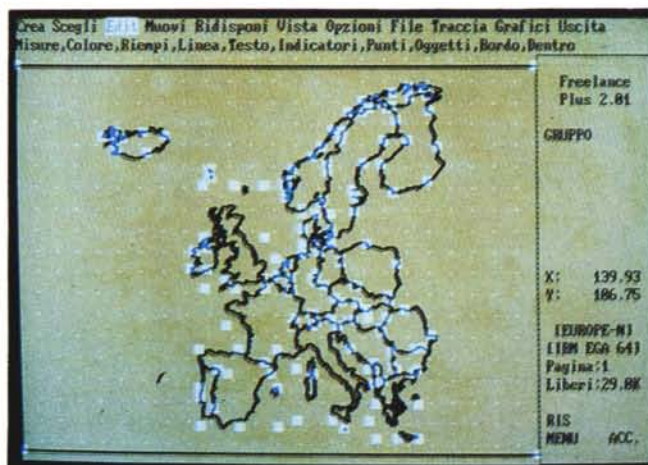 Crea Scegli Edit Muovi Ridisponi Vista Opzioni File Traccia Grafici Uscita
Misure,Colore,Riempi,Linea,Testo,Indicatori,Punti,Oggetti,Bordo,Dentro
Freelance
Plus 2.01
GRUPPO
X: 139.93
Y: 106.75
[EUROPE-N]
[IBM EGA 64]
Pagina:1
Liberi:29.8K
RIS
MENU ACC.